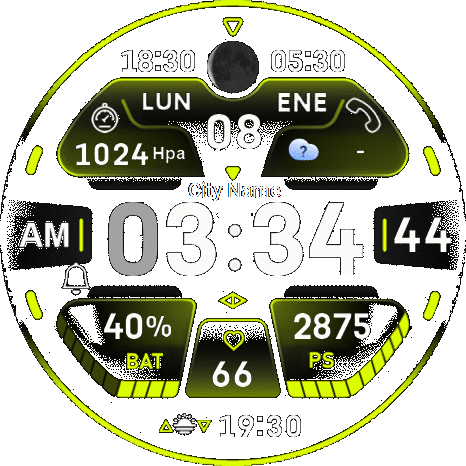 18:30 05:30
LUN 08 ENE
1024 Hpa ? -
City Name
AM 03:34 44
40% 2875
BAT PS
66
19:30